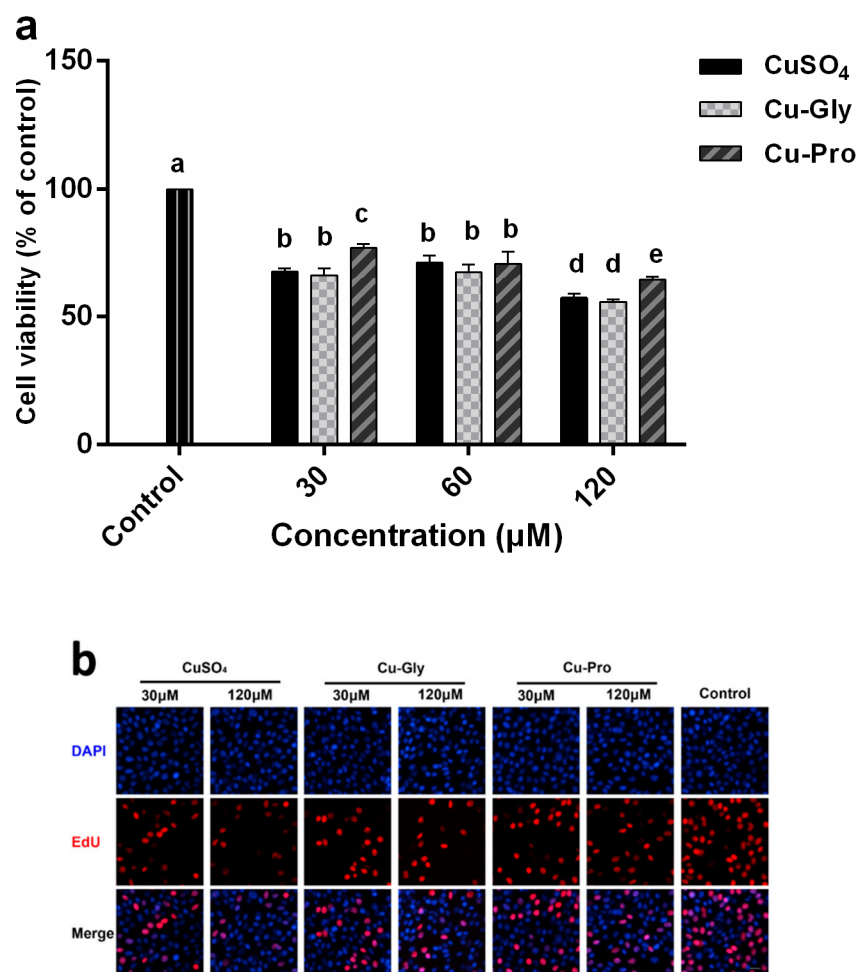 a
150
100
50
0
Cell viability (% of control)
CuSO₄
Cu-Gly
Cu-Pro
a
b b c
b b b
d d e
Control 30 60 120
Concentration (µM)
b
CuSO₄ Cu-Gly Cu-Pro
30µM 120µM 30µM 120µM 30µM 120µM Control
DAPI
EdU
Merge